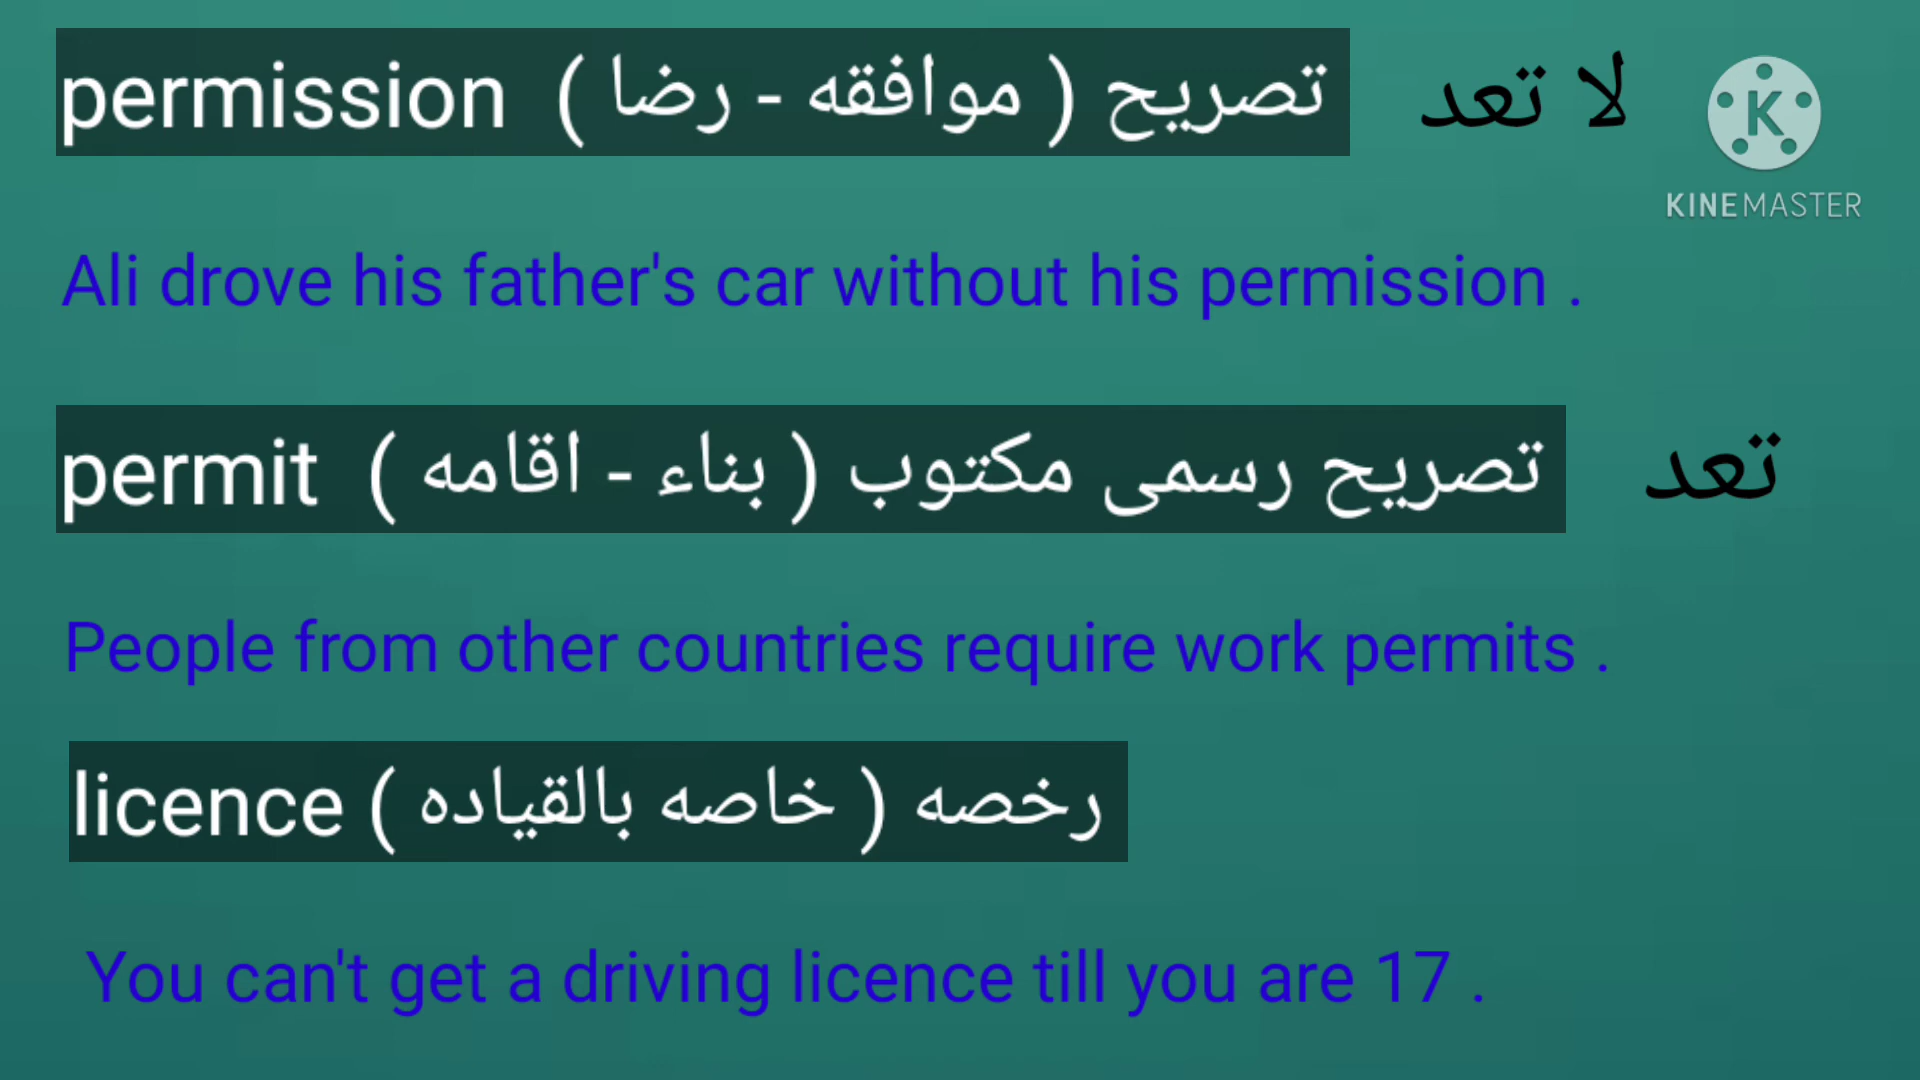 permission ( تصريح ( موافقه - رضا لا تعد
KINEMASTER
Ali drove his father's car without his permission .
permit ( تصريح رسمى مكتوب ( بناء - اقامه تعد
People from other countries require work permits .
licence ( رخصه ( خاصه بالقياده
You can't get a driving licence till you are 17 .